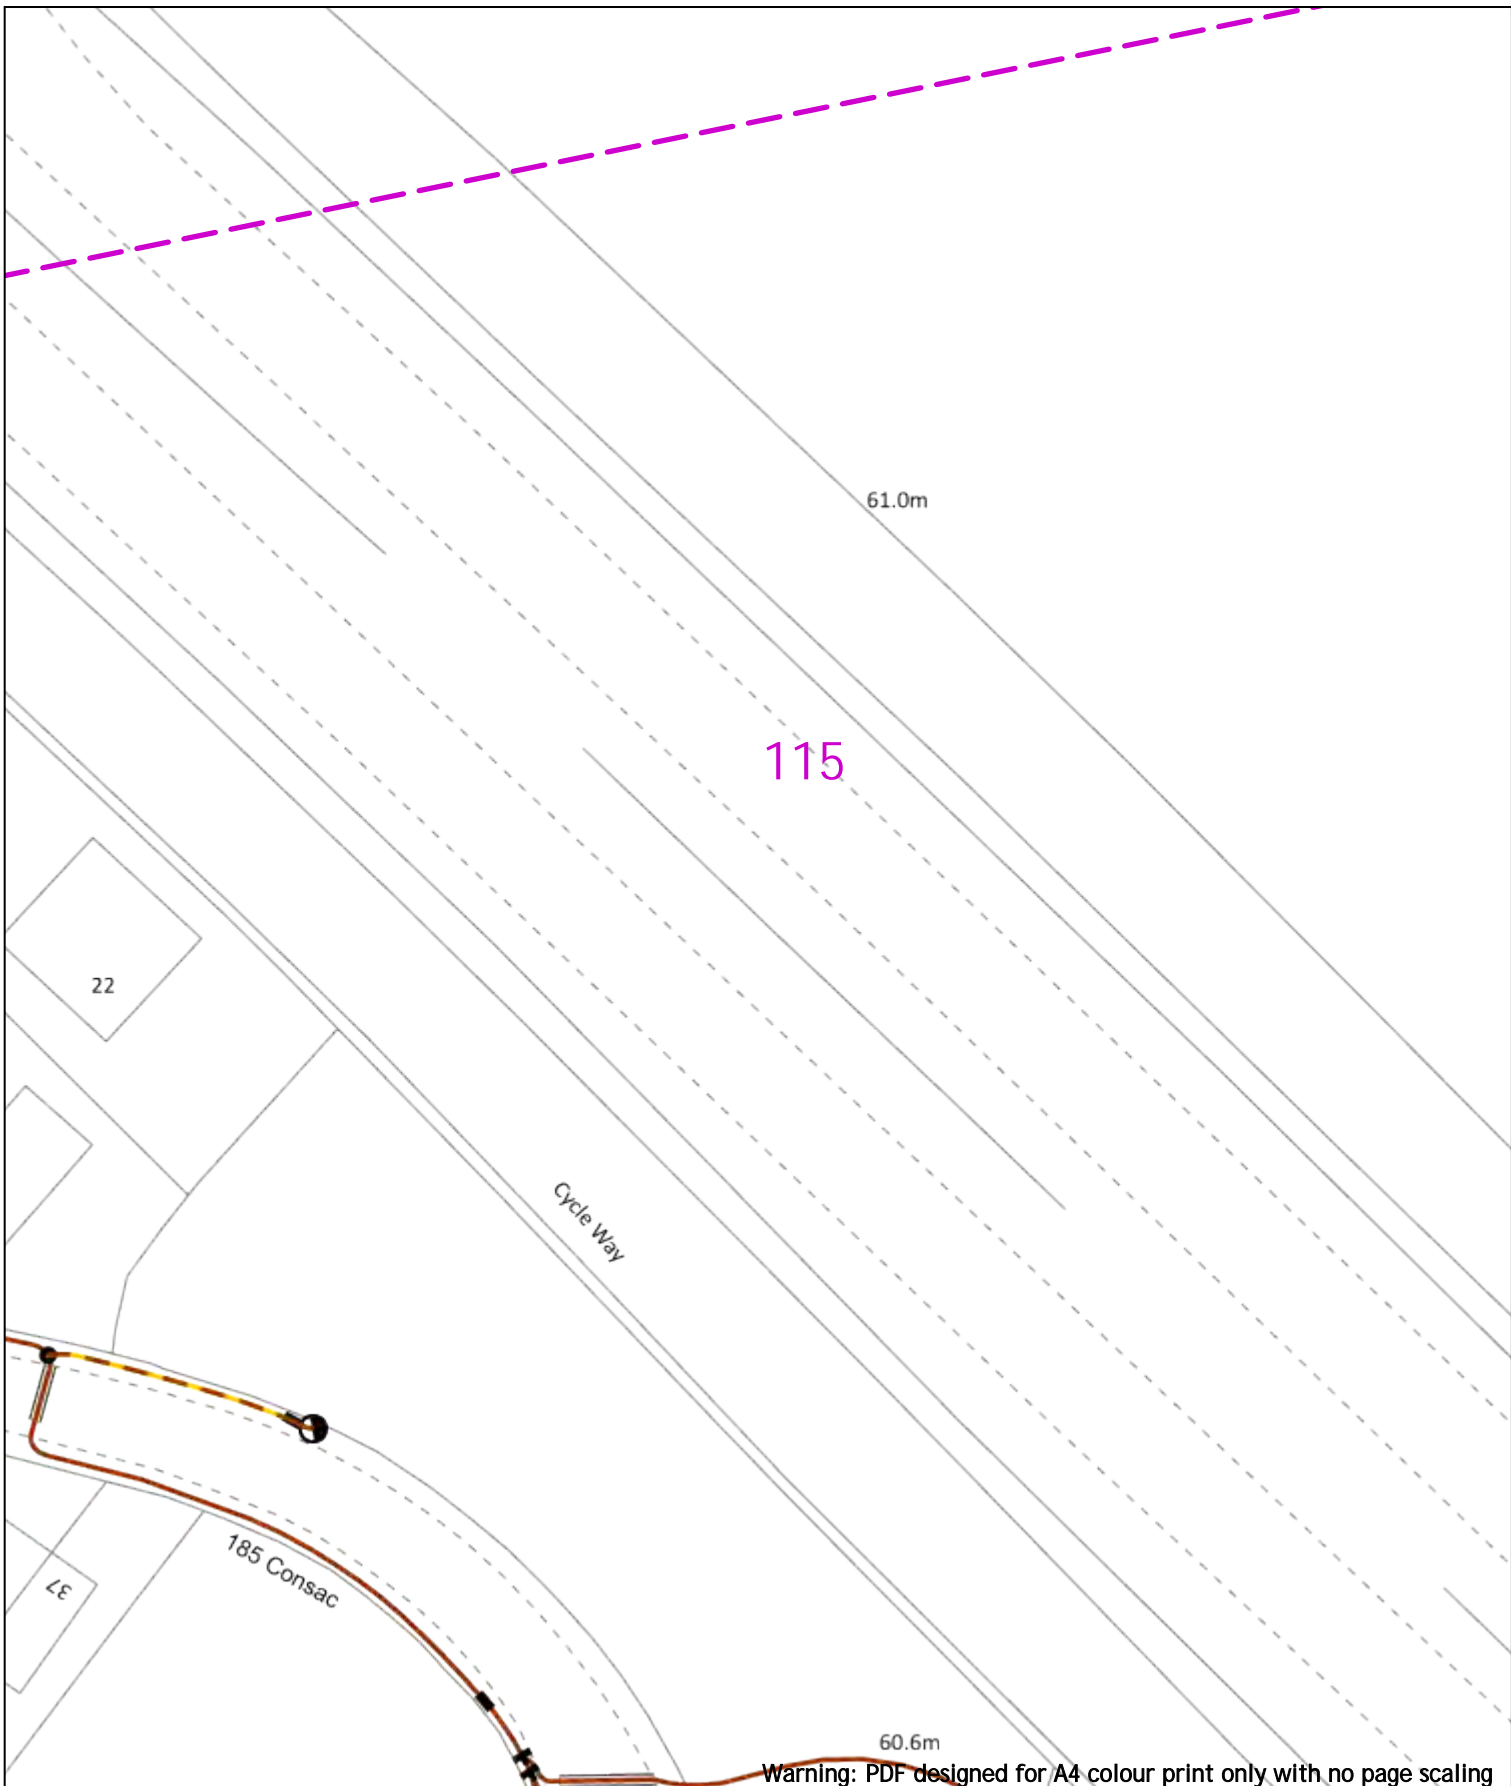 61.0m
115
22
Cycle Way
185 Consac
37
60.6m
Warning: PDF designed for A4 colour print only with no page scaling